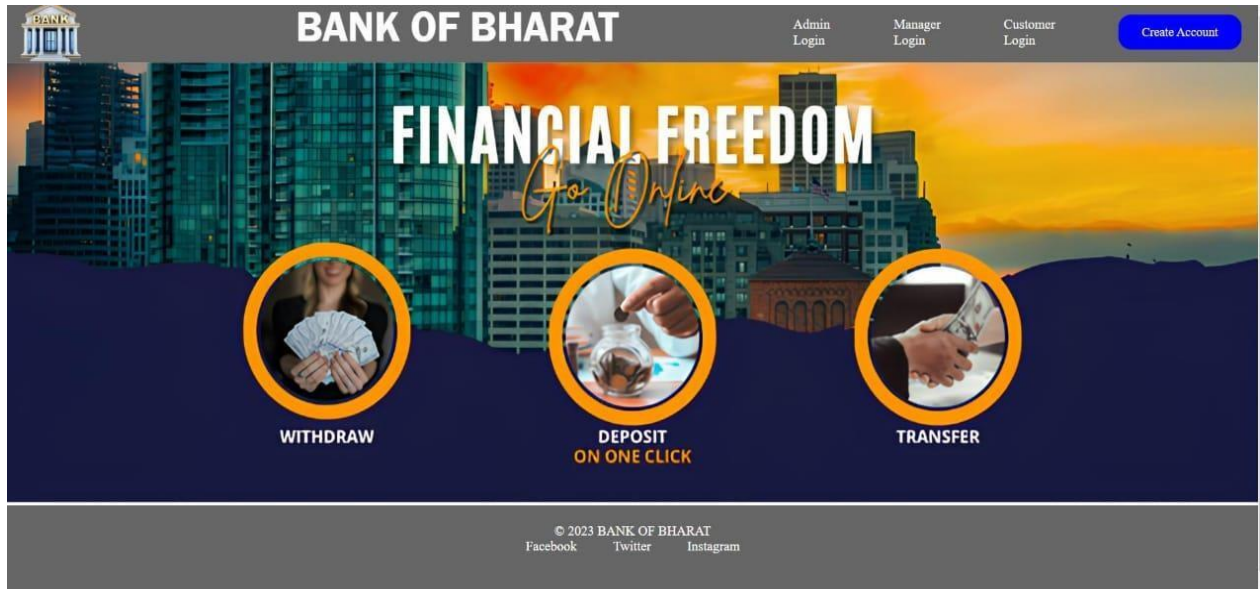 BANK
BANK OF BHARAT
Admin
Login
Manager
Login
Customer
Login
Create Account
FINANCIAL FREEDOM
Go Online
WITHDRAW
DEPOSIT
ON ONE CLICK
TRANSFER
© 2023 BANK OF BHARAT
Facebook Twitter Instagram